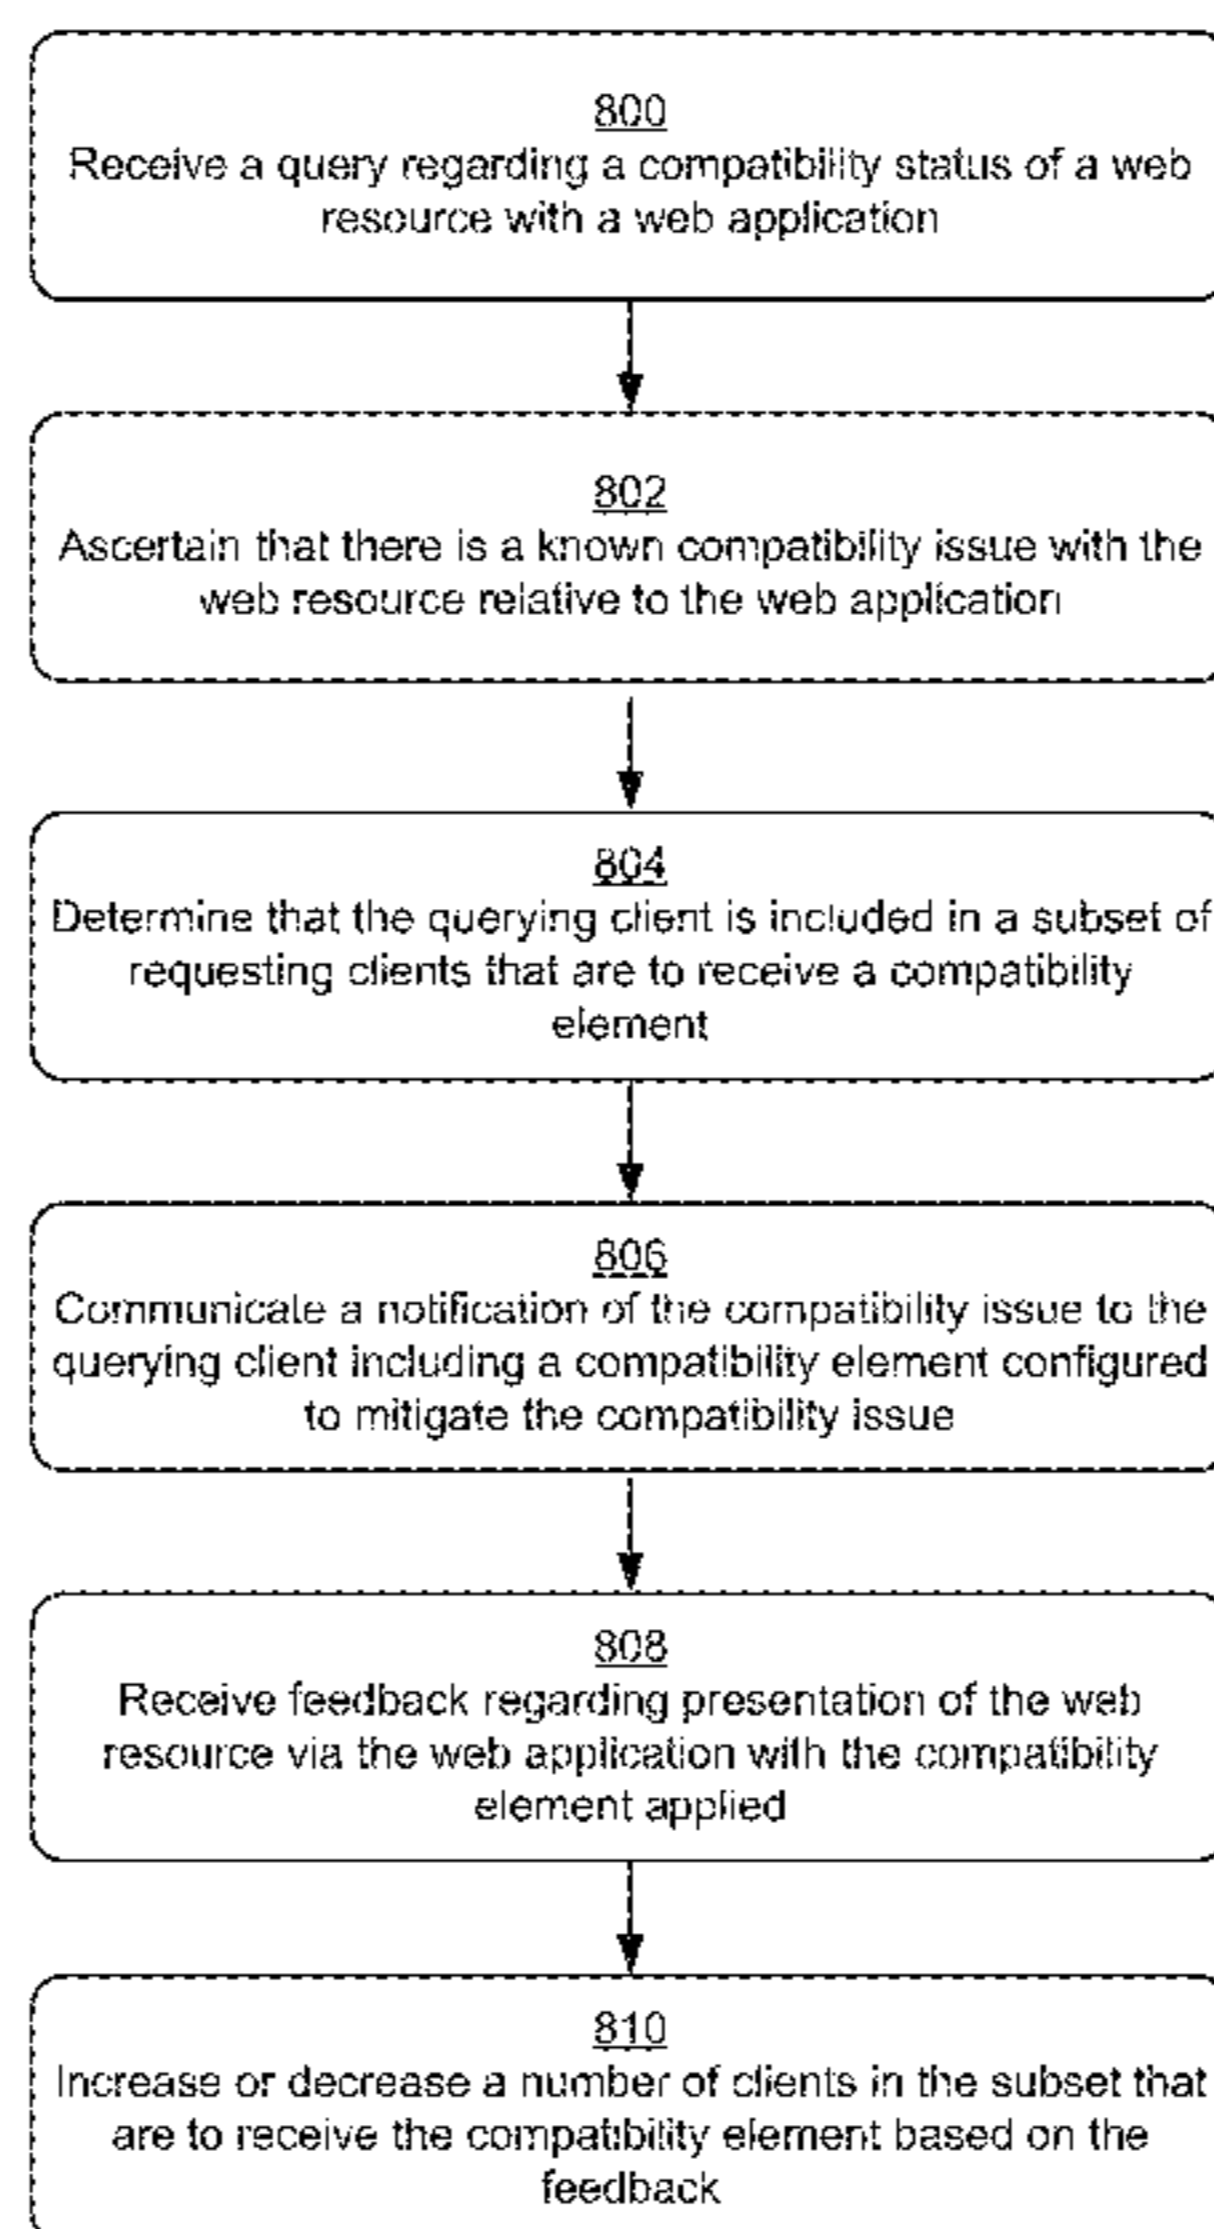 800
Receive a query regarding a compatibility status of a web
resource with a web application
802
Ascertain that there is a known compatibility issue with the
web resource relative to the web application
804
Determine that the querying client is included in a subset of
requesting clients that are to receive a compatibility
element
806
Communicate a notification of the compatibility issue to the
querying client including a compatibility element configured
to mitigate the compatibility issue
808
Receive feedback regarding presentation of the web
resource via the web application with the compatibility
element applied
810
Increase or decrease a number of clients in the subset that
are to receive the compatibility element based on the
feedback